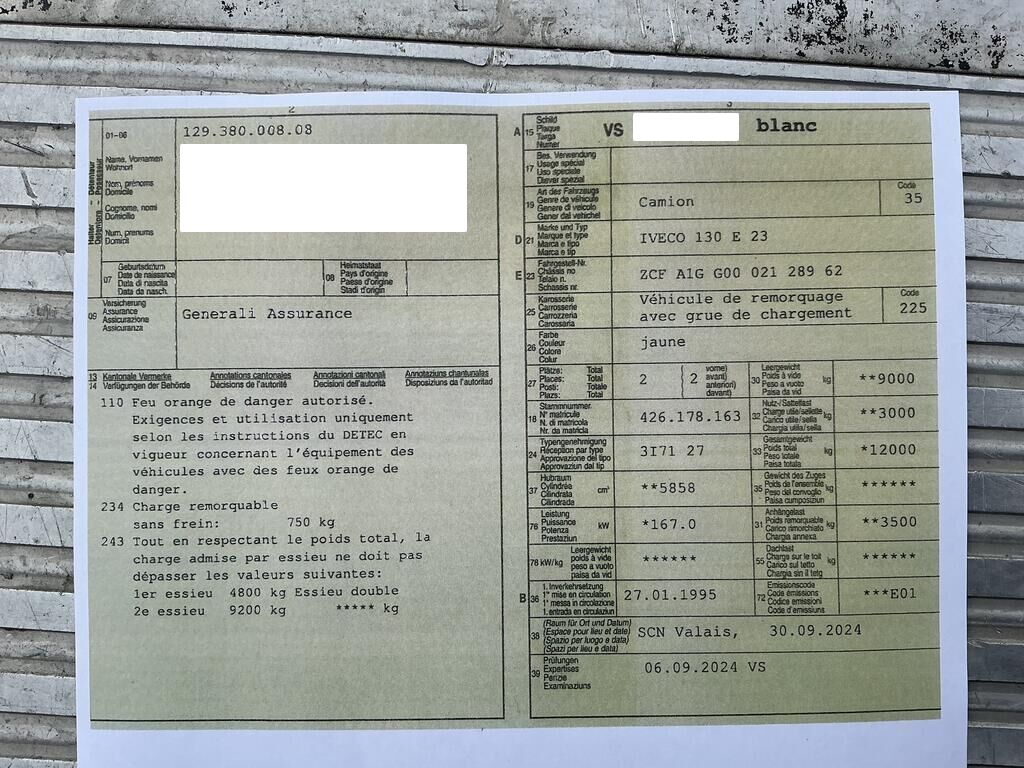 2
01-06
129.380.008.08
Name, Vornamen
Wohnort
Nom, prénoms
Domicile
Cognome, nomi
Domicilio
Num, prenums
Domicil
07
Geburtsdatum
Date de naissance
Data di nascita
Data da nasch.
08
Heimatstaat
Pays d'origine
Paese d'origine
Stadi d'origin
09
Versicherung
Assurance
Assicurazione
Assicuranza
Generali Assurance
13 Kantonale Vermerke Annotations cantonales Annotazioni cantonali Annotaziuns chantunalas
14 Verfügungen der Behörde Décisions de l'autorité Decisioni dell'autorità Disposiziuns da l'autoritad
110 Feu orange de danger autorisé.
Exigences et utilisation uniquement
selon les instructions du DETEC en
vigueur concernant l'équipement des
véhicules avec des feux orange de
danger.
234 Charge remorquable
sans frein: 750 kg
243 Tout en respectant le poids total, la
charge admise par essieu ne doit pas
dépasser les valeurs suivantes:
1er essieu 4800 kg Essieu double
2e essieu 9200 kg ***** kg
3
A 15
Schild
Plaque
Targa
Numer
VS blanc
17
Bes. Verwendung
Usage spécial
Uso speciale
Diever spezial
19
Art des Fahrzeugs
Genre de véhicule
Genere di veicolo
Gener dal vehichel
Camion
Code
35
D 21
Marke und Typ
Marque et type
Marca e tipo
Marca e tip
IVECO 130 E 23
E 23
Fahrgestell-Nr.
Châssis no
Telaio n.
Schassis nr.
ZCF A1G G00 021 289 62
25
Karosserie
Carrosserie
Carrozzeria
Carossaria
Véhicule de remorquage
avec grue de chargement
Code
225
26
Farbe
Couleur
Colore
Colur
jaune
27
Plätze: Total
Places: Total
Posti: Totale
Plazs: Total
2
( 2
vorne)
avant)
anteriori)
davant)
30
Leergewicht
Poids à vide
Peso a vuoto
Paisa da vid
kg
**9000
18
Stammnummer
N° matricule
N. di matricola
Nr. da matricla
426.178.163
32
Nutz-/Sattellast
Charge utile/sellette
Carico utile/sella
Chargia utila/sella
kg
**3000
24
Typengenehmigung
Réception par type
Approvazione del tipo
Approvaziun dal tip
3I71 27
33
Gesamtgewicht
Poids total
Peso totale
Paisa totala
kg
*12000
37
Hubraum
Cylindrée
Cilindrata
Cilindrada
cm³
**5858
35
Gewicht des Zuges
Poids de l'ensemble
Peso del convoglio
Paisa cumposiziun
kg
******
76
Leistung
Puissance
Potenza
Prestaziun
kW
*167.0
31
Anhängelast
Poids remorquable
Carico rimorchiato
Chargia annexa
kg
**3500
78 kW/kg
Leergewicht
poids à vide
peso a vuoto
paisa da vid
******
55
Dachlast
Charge sur le toit
Carico sul tetto
Chargia sin il tetg
kg
******
B 36
1. Inverkehrsetzung
1re mise en circulation
1a messa in circolazione
1. entrada en circulaziun
27.01.1995
72
Emissionscode
Code émissions
Codice emissioni
Code d'emissiuns
***E01
38
(Raum für Ort und Datum)
(Espace pour lieu et date)
(Spazio per luogo e data)
(Spazi per lieu e data)
SCN Valais, 30.09.2024
39
Prüfungen
Expertises
Perizie
Examinaziuns
06.09.2024 VS